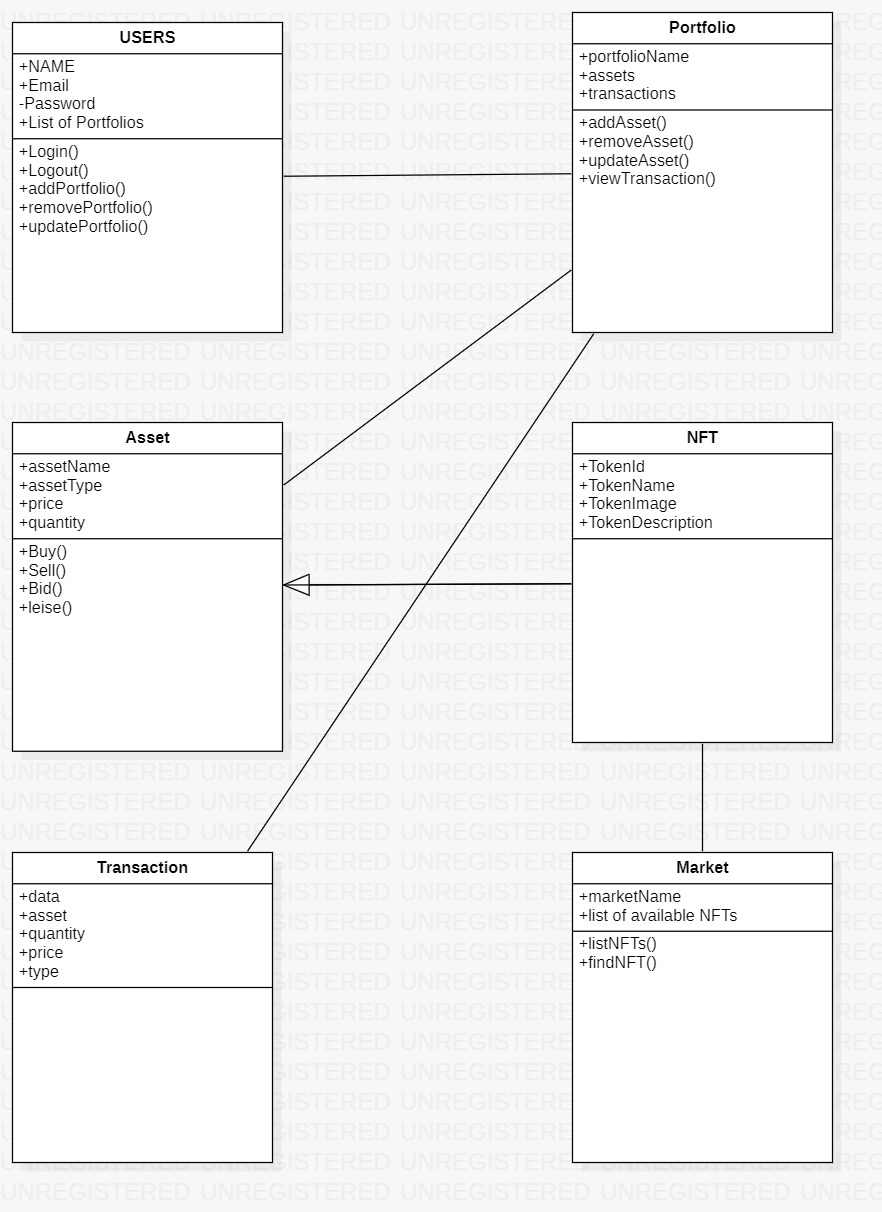 USERS
+NAME
+Email
-Password
+List of Portfolios
+Login()
+Logout()
+addPortfolio()
+removePortfolio()
+updatePortfolio()
Portfolio
+portfolioName
+assets
+transactions
+addAsset()
+removeAsset()
+updateAsset()
+viewTransaction()
Asset
+assetName
+assetType
+price
+quantity
+Buy()
+Sell()
+Bid()
+leise()
NFT
+TokenId
+TokenName
+TokenImage
+TokenDescription
Transaction
+data
+asset
+quantity
+price
+type
Market
+marketName
+list of available NFTs
+listNFTs()
+findNFT()
UNREGISTERED UNREGISTERED UNREGISTERED UNREGISTERED